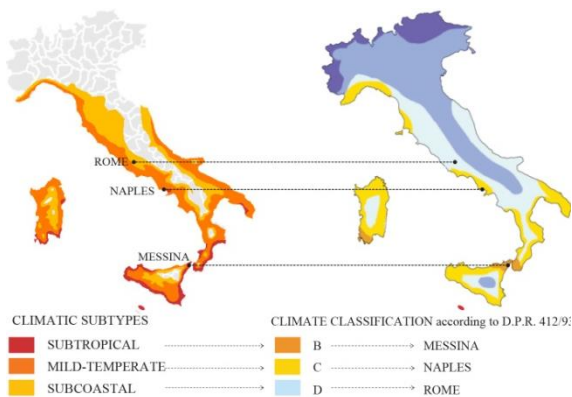 ROME
NAPLES
MESSINA
CLIMATIC SUBTYPES
SUBTROPICAL
MILD-TEMPERATE
SUBCOASTAL
CLIMATE CLASSIFICATION according to D.P.R. 412/93
B MESSINA
C NAPLES
D ROME